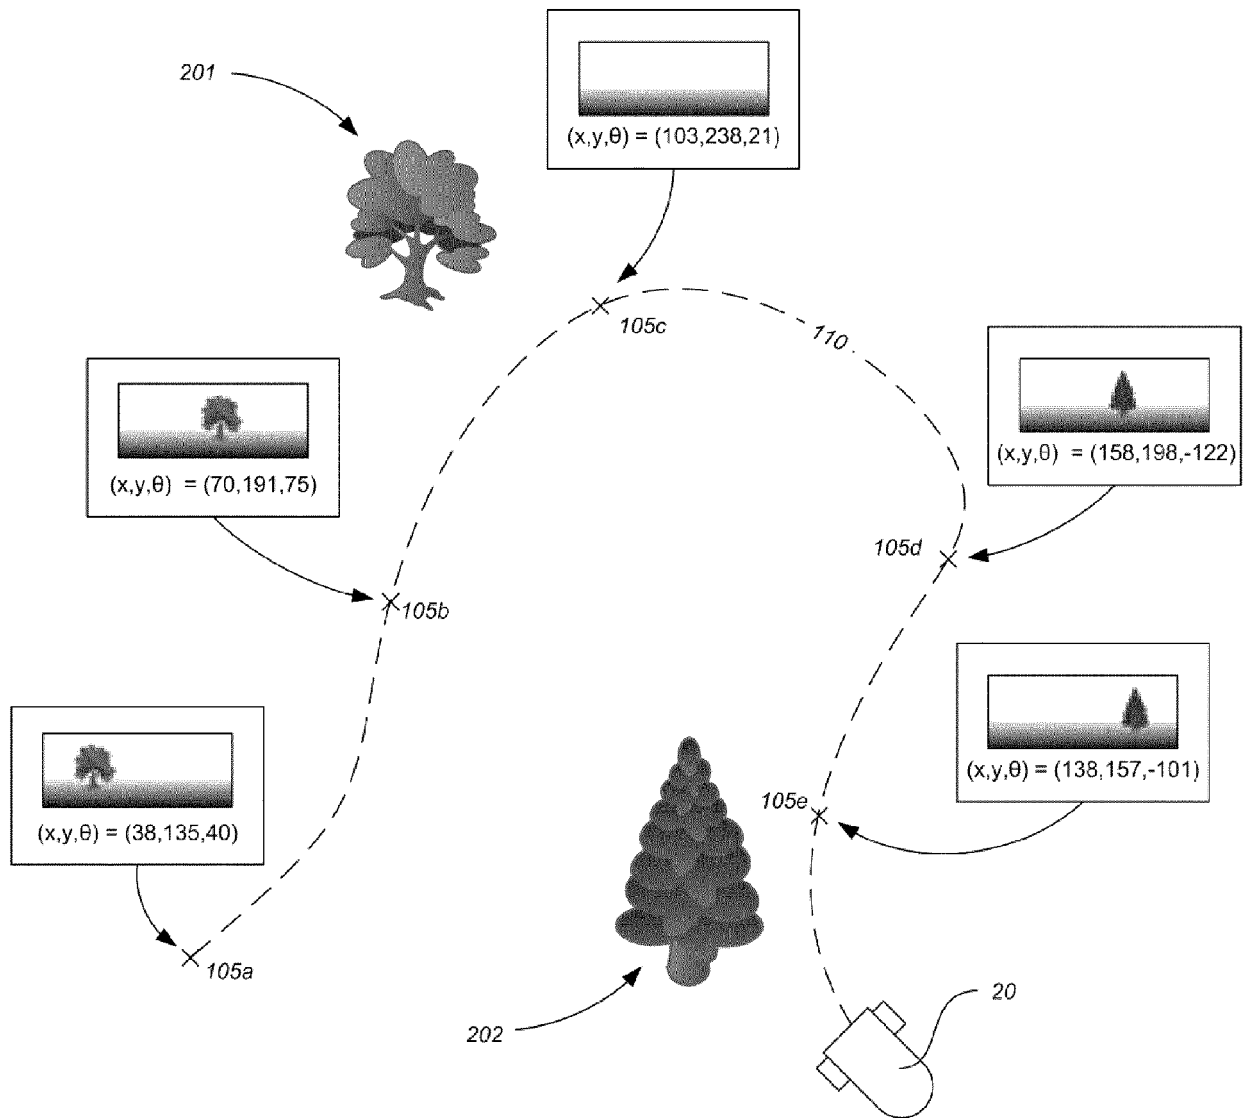 201
(x,y,θ) = (103,238,21)
105c
110
(x,y,θ) = (158,198,-122)
(x,y,θ) = (70,191,75)
105d
105b
(x,y,θ) = (138,157,-101)
105e
(x,y,θ) = (38,135,40)
105a
20
202